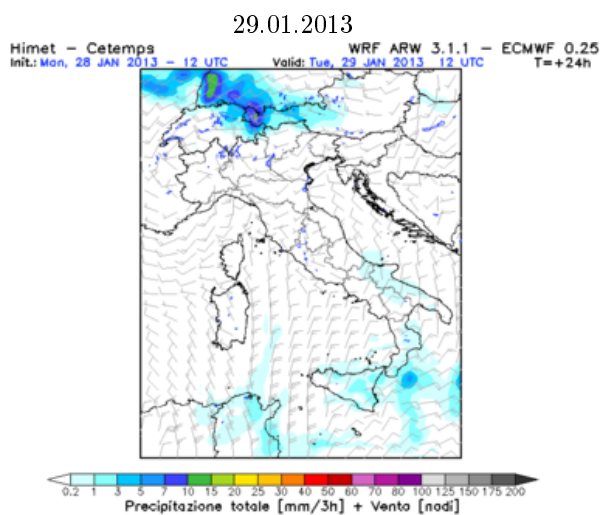 29.01.2013
Himet – Cetemps WRF ARW 3.1.1 – ECMWF 0.25
Init.: Mon, 28 JAN 2013 – 12 UTC Valid: Tue, 29 JAN 2013 12 UTC T=+24h
0.2 1 3 5 7 10 15 20 25 30 40 50 60 70 80 100 125 150 175 200
Precipitazione totale [mm/3h] + Vento [nodi]